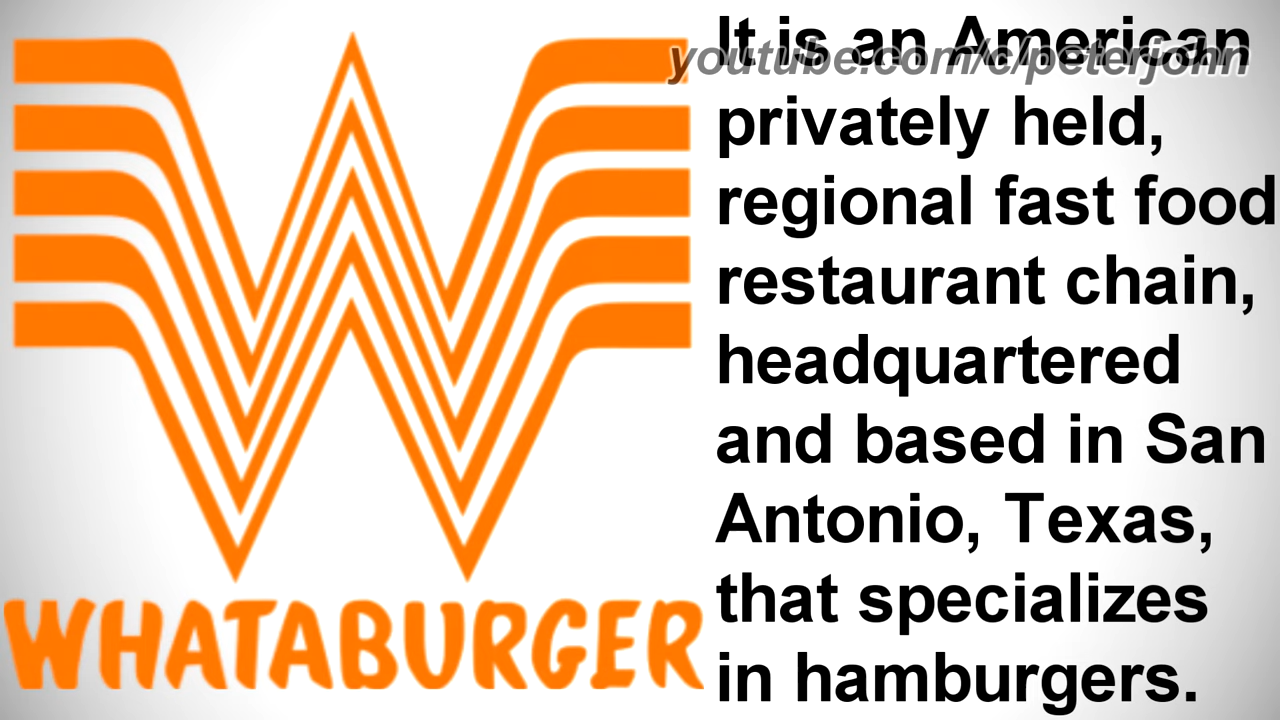 It is an American
youtube.com/c/peterjohn
privately held,
regional fast food
restaurant chain,
headquartered
and based in San
Antonio, Texas,
that specializes
in hamburgers.
WHATABURGER